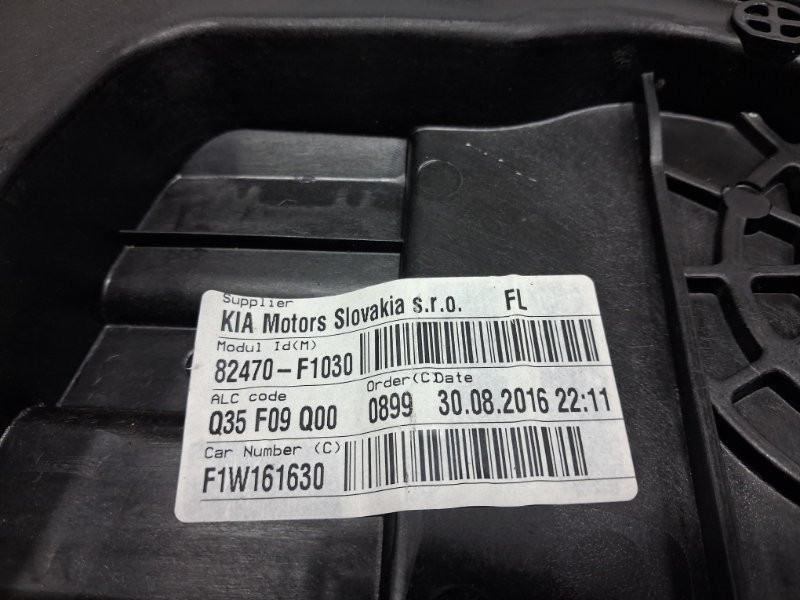 Supplier
KIA Motors Slovakia s.r.o. FL
Modul Id(M)
82470-F1030
ALC code Order(C) Date
Q35 F09 Q00 0899 30.08.2016 22:11
Car Number (C)
F1W161630